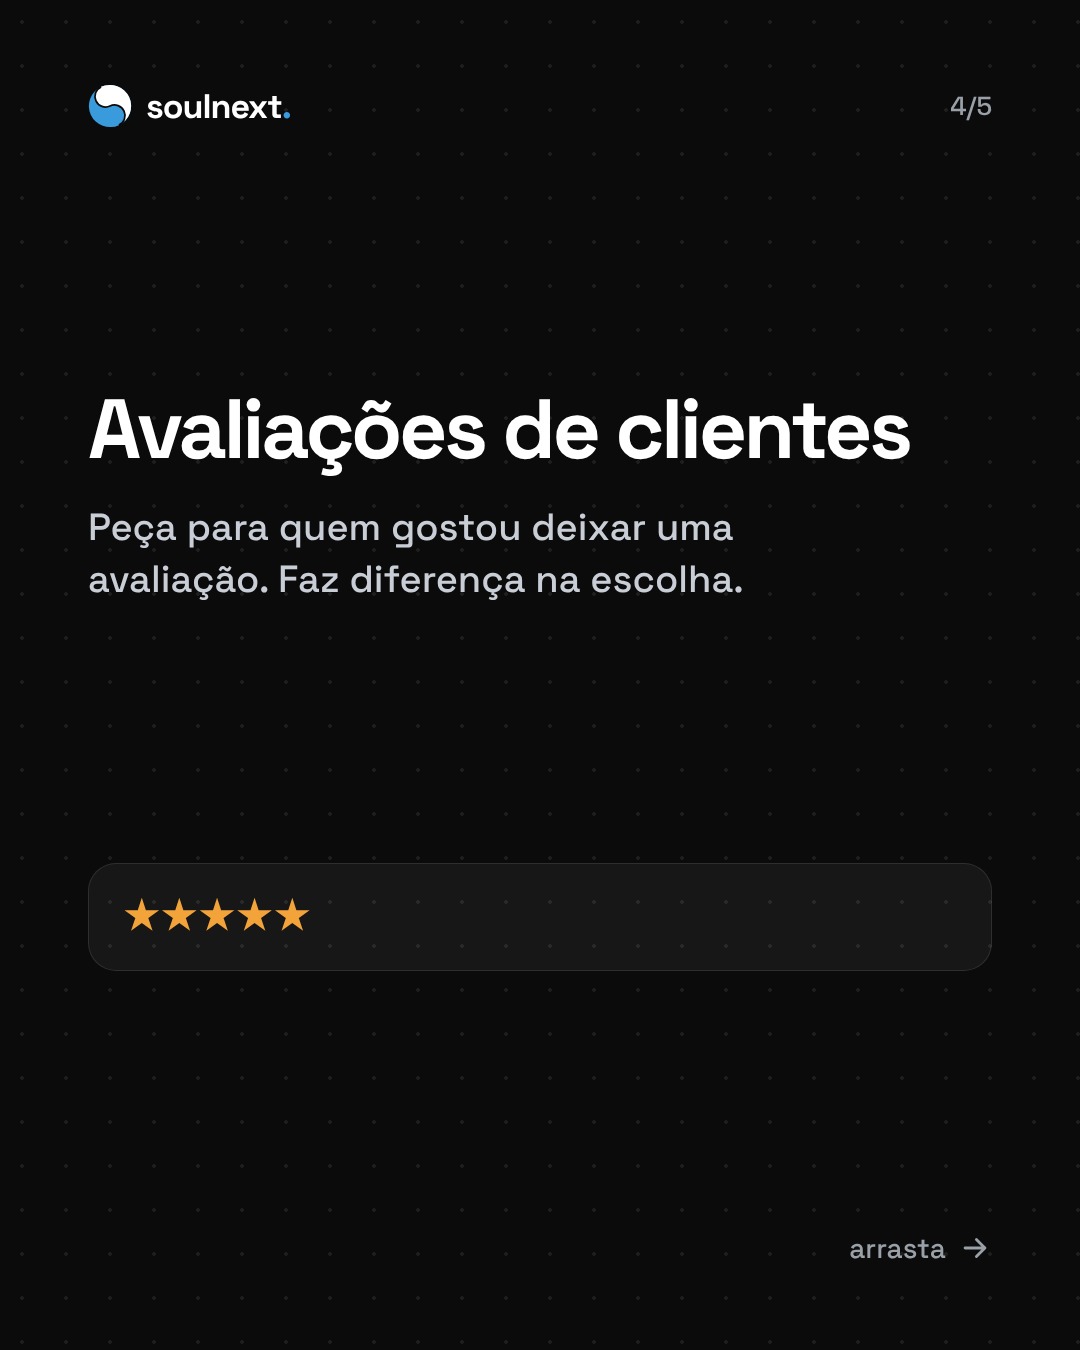 soulnext.
4/5
Avaliações de clientes
Peça para quem gostou deixar uma
avaliação. Faz diferença na escolha.
★★★★★
arrasta →